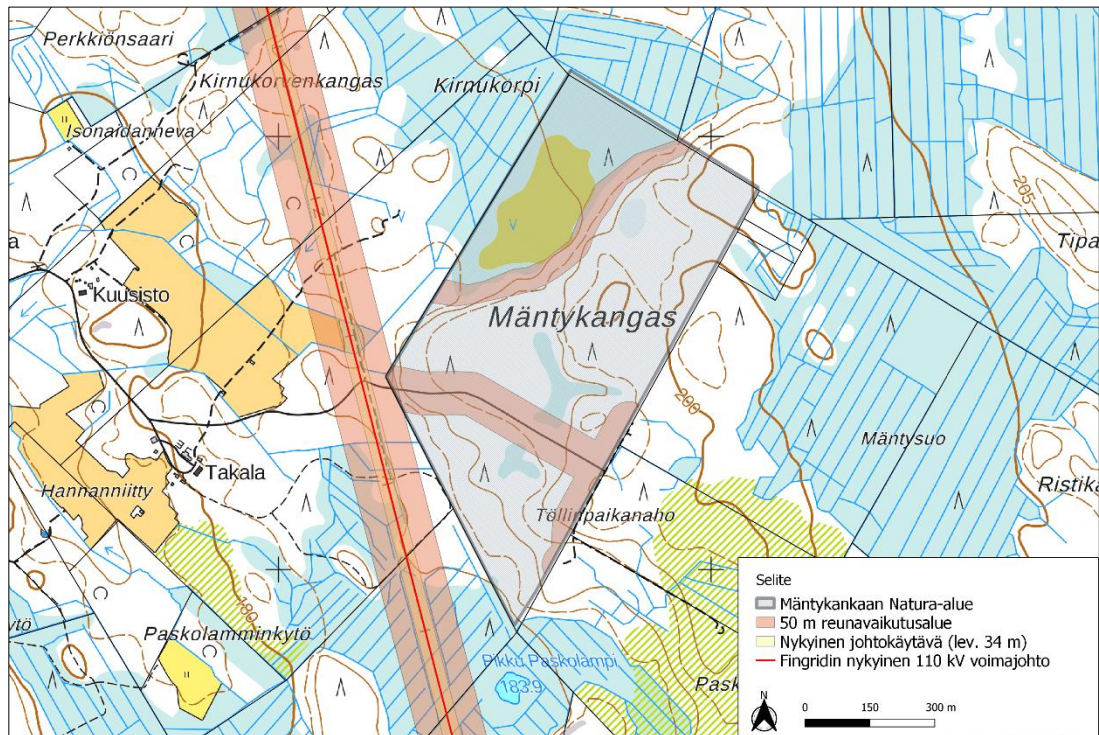 Perkkiönsaari
Kirnukorvenkangas
Kirnukorpi
Isonaidanneva
205
Tipa
a
Kuusisto
Mäntykangas
200
Mäntysuo
Takala
Hannanniitty
Töllinpaikanaho
Ristika
180
ytö
Paskolamminkytö
Pikku Paskolampi
183.9
Pask
Selite
Mäntykankaan Natura-alue
50 m reunavaikutusalue
Nykyinen johtokäytävä (lev. 34 m)
Fingridin nykyinen 110 kV voimajohto
N
0 150 300 m